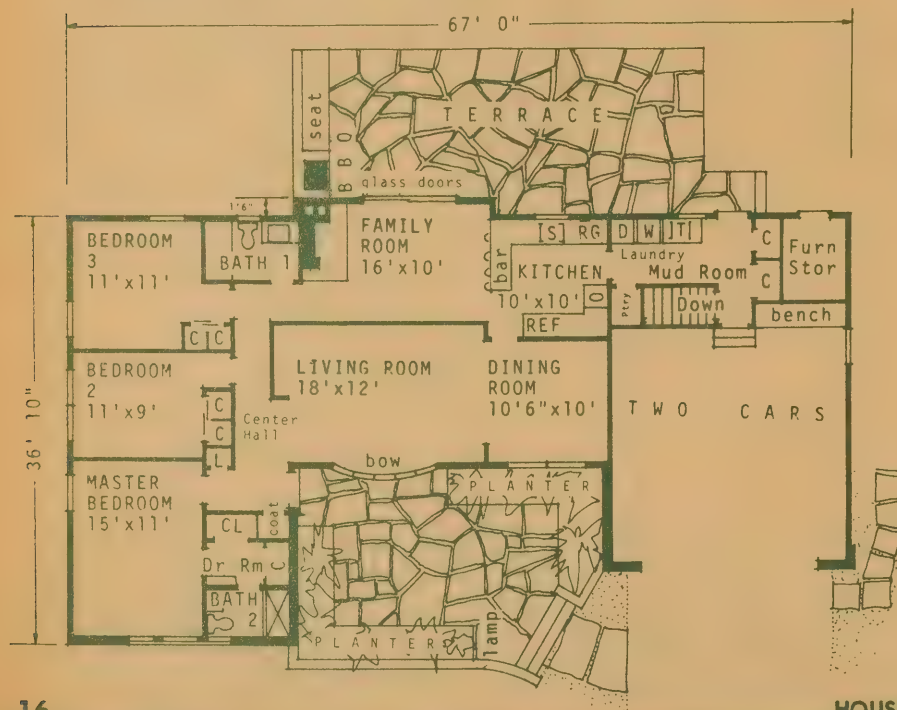 67' 0"
TERRACE
seat
BBQ
glass doors
1'6"
36' 10"
BEDROOM
3
11'x11'
BATH 1
FAMILY
ROOM
16'x10'
bar
[S] RG
KITCHEN
10'x10'
O
REF
D W T
Laundry
Mud Room
Ptry
Down
C
C
Furn
Stor
bench
C C
BEDROOM
2
11'x9'
C
C
L
Center
Hall
LIVING ROOM
18'x12'
DINING
ROOM
10'6"x10'
TWO CARS
bow
PLANTER
MASTER
BEDROOM
15'x11'
CL
coat
Dr Rm
C
BATH
2
PLANTERS
lamp
16
HOUS